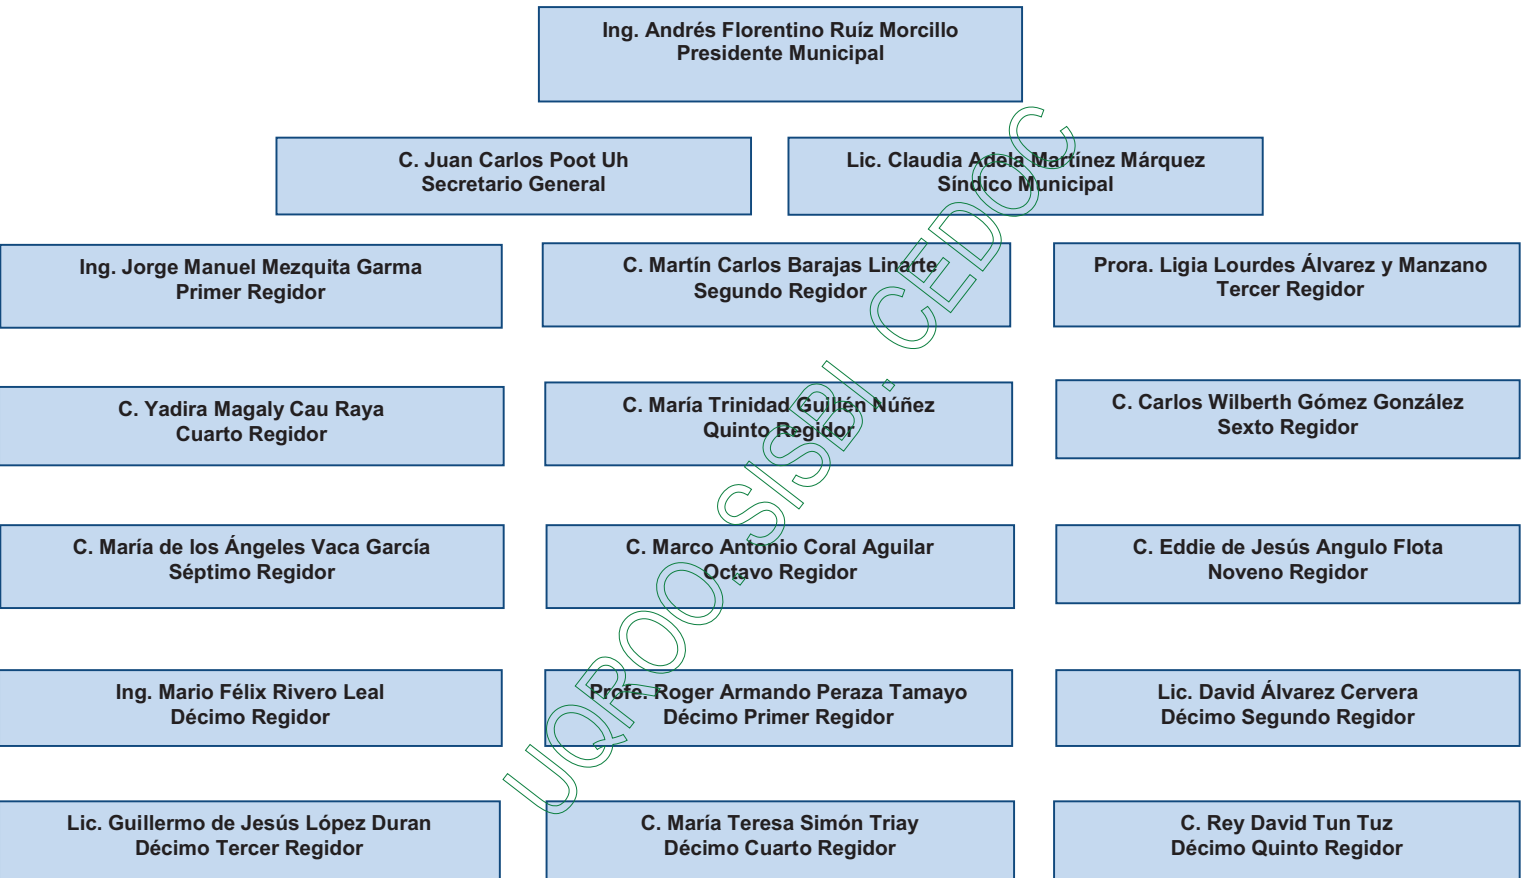 Ing. Andrés Florentino Ruíz Morcillo
Presidente Municipal
C. Juan Carlos Poot Uh
Secretario General
Lic. Claudia Adela Martínez Márquez
Síndico Municipal
Ing. Jorge Manuel Mezquita Garma
Primer Regidor
C. Martín Carlos Barajas Linarte
Segundo Regidor
Prora. Ligia Lourdes Álvarez y Manzano
Tercer Regidor
C. Yadira Magaly Cau Raya
Cuarto Regidor
C. María Trinidad Guillén Núñez
Quinto Regidor
C. Carlos Wilberth Gómez González
Sexto Regidor
C. María de los Ángeles Vaca García
Séptimo Regidor
C. Marco Antonio Coral Aguilar
Octavo Regidor
C. Eddie de Jesús Angulo Flota
Noveno Regidor
Ing. Mario Félix Rivero Leal
Décimo Regidor
Profe. Roger Armando Peraza Tamayo
Décimo Primer Regidor
Lic. David Álvarez Cervera
Décimo Segundo Regidor
Lic. Guillermo de Jesús López Duran
Décimo Tercer Regidor
C. María Teresa Simón Triay
Décimo Cuarto Regidor
C. Rey David Tun Tuz
Décimo Quinto Regidor
UQROO. SISBI. CEDOC